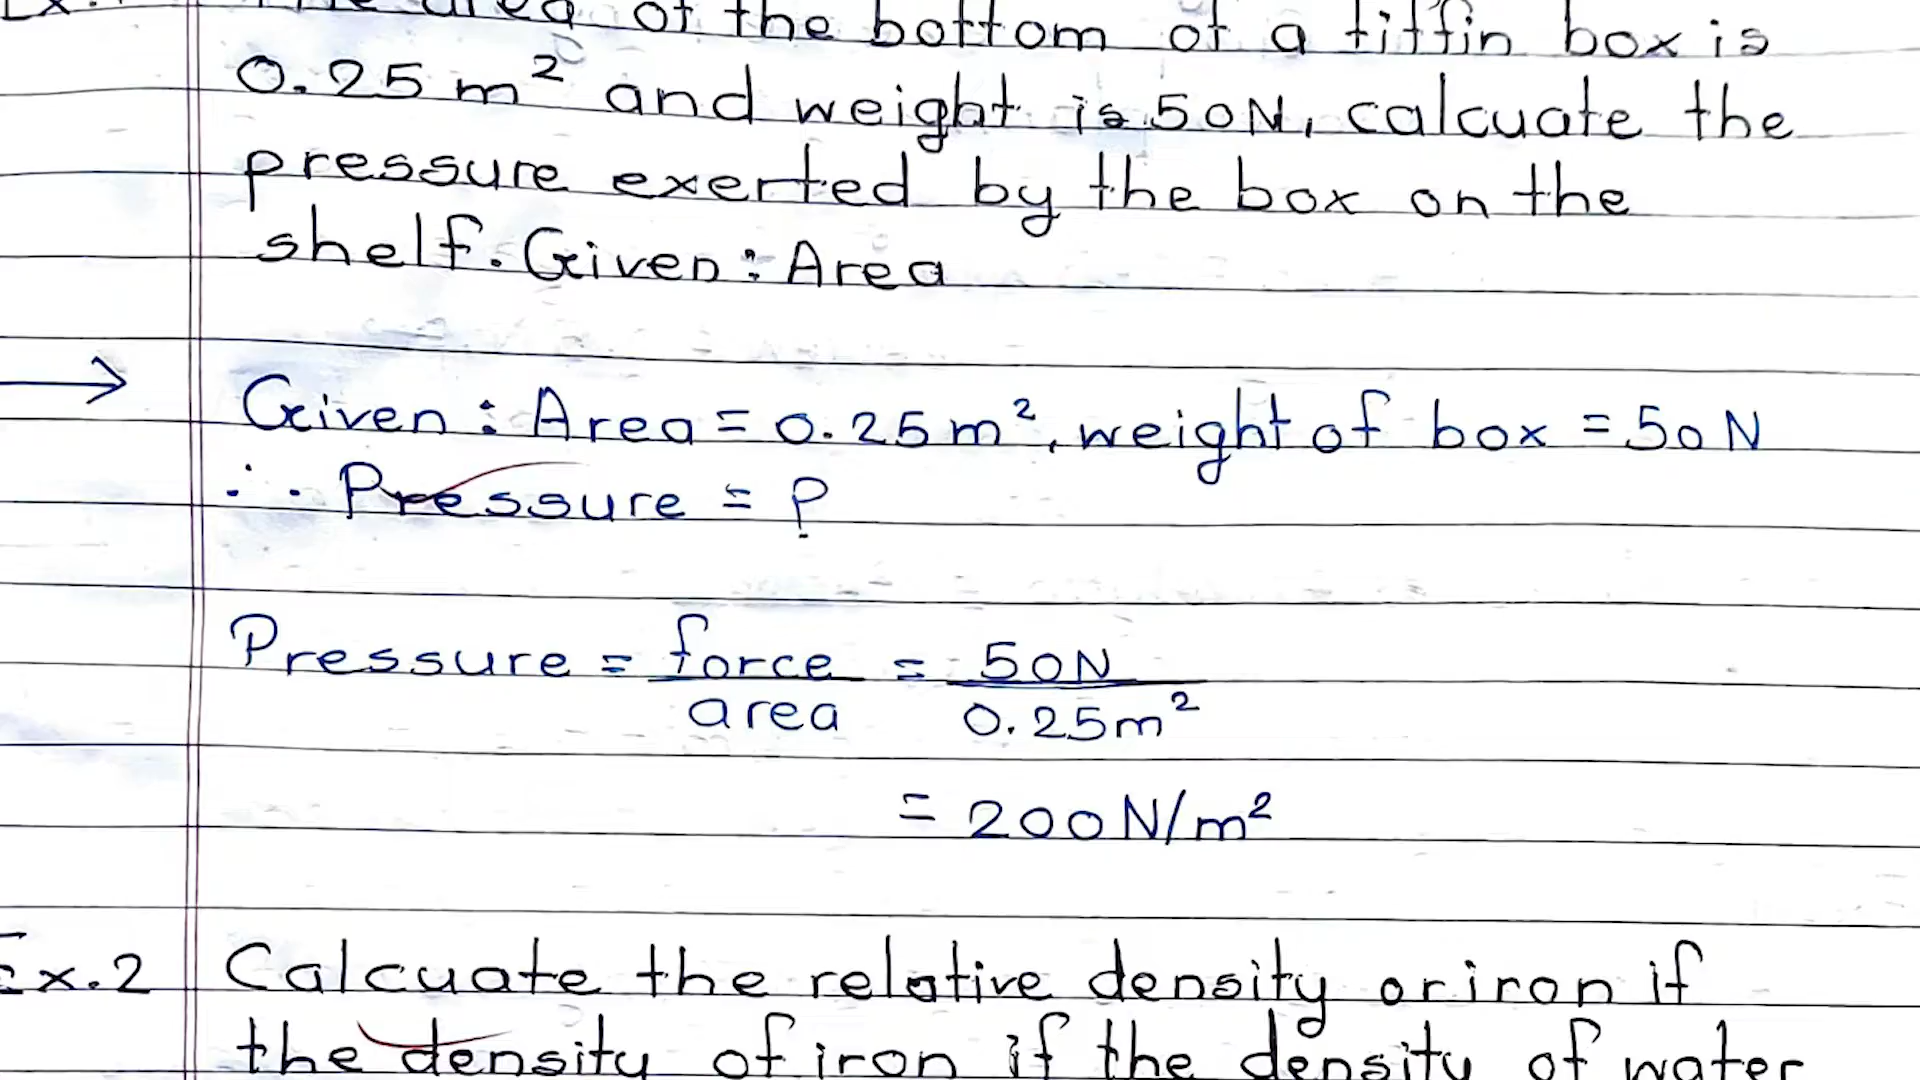 area of the bottom of a tiffin box is
0.25 m² and weight is 50N, calcuate the
pressure exerted by the box on the
shelf. Given : Area
→ Given : Area = 0.25 m², weight of box = 50 N
∴ Pressure = ?
Pressure = force = 50N
area 0.25m²
= 200 N/m²
Ex.2 Calcuate the relative density or iron if
the density of iron if the density of water